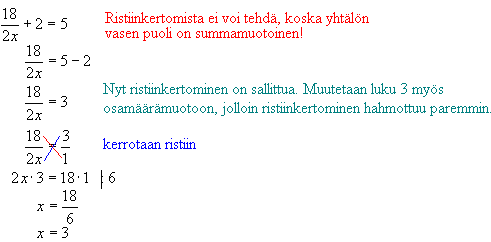 18/2x + 2 = 5 Ristiinkertomista ei voi tehdä, koska yhtälön
vasen puoli on summamuotoinen!
18/2x = 5 − 2
18/2x = 3 Nyt ristiinkertominen on sallittua. Muutetaan luku 3 myös
osamäärämuotoon, jolloin ristiinkertominen hahmottuu paremmin.
18/2x = 3/1 kerrotaan ristiin
2x · 3 = 18 · 1 |: 6
x = 18/6
x = 3